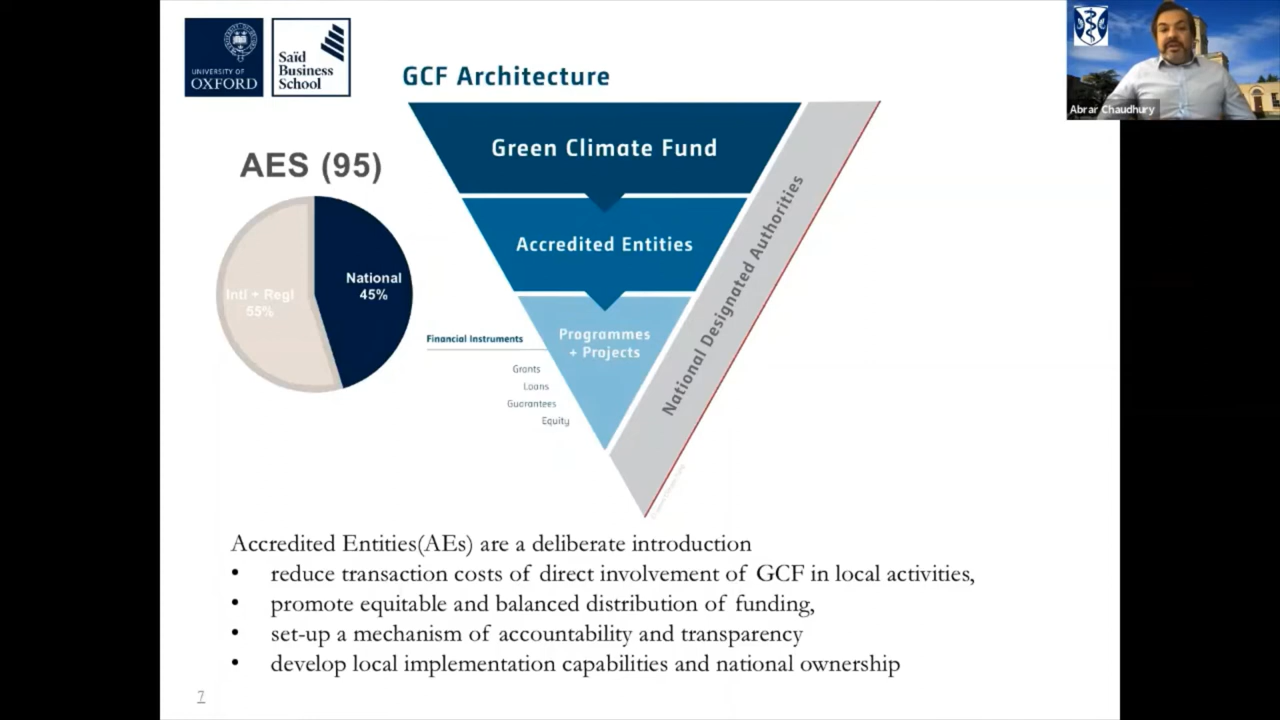 UNIVERSITY OF
OXFORD
Saïd
Business
School
GCF Architecture
Abrar Chaudhury
AES (95)
National
45%
Intl + Regl
55%
Green Climate Fund
Accredited Entities
Programmes
+ Projects
National Designated Authorities
Financial Instruments
Grants
Loans
Guarantees
Equity
Accredited Entities(AEs) are a deliberate introduction
• reduce transaction costs of direct involvement of GCF in local activities,
• promote equitable and balanced distribution of funding,
• set-up a mechanism of accountability and transparency
• develop local implementation capabilities and national ownership
7